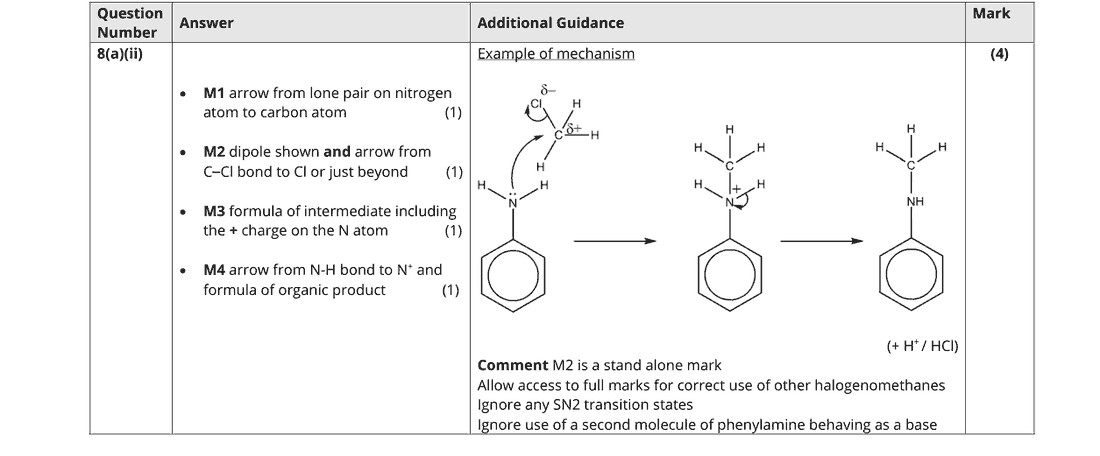 Question Number
Answer
Additional Guidance
Mark
8(a)(ii)
• M1 arrow from lone pair on nitrogen
atom to carbon atom (1)
• M2 dipole shown and arrow from
C–Cl bond to Cl or just beyond (1)
• M3 formula of intermediate including
the + charge on the N atom (1)
• M4 arrow from N-H bond to N⁺ and
formula of organic product (1)
Example of mechanism
δ–
Cl H
C δ+ H
H
H H
N
H
H H
C
H + H
N
H
H H
C
NH
(+ H⁺ / HCl)
Comment M2 is a stand alone mark
Allow access to full marks for correct use of other halogenomethanes
Ignore any SN2 transition states
Ignore use of a second molecule of phenylamine behaving as a base
(4)